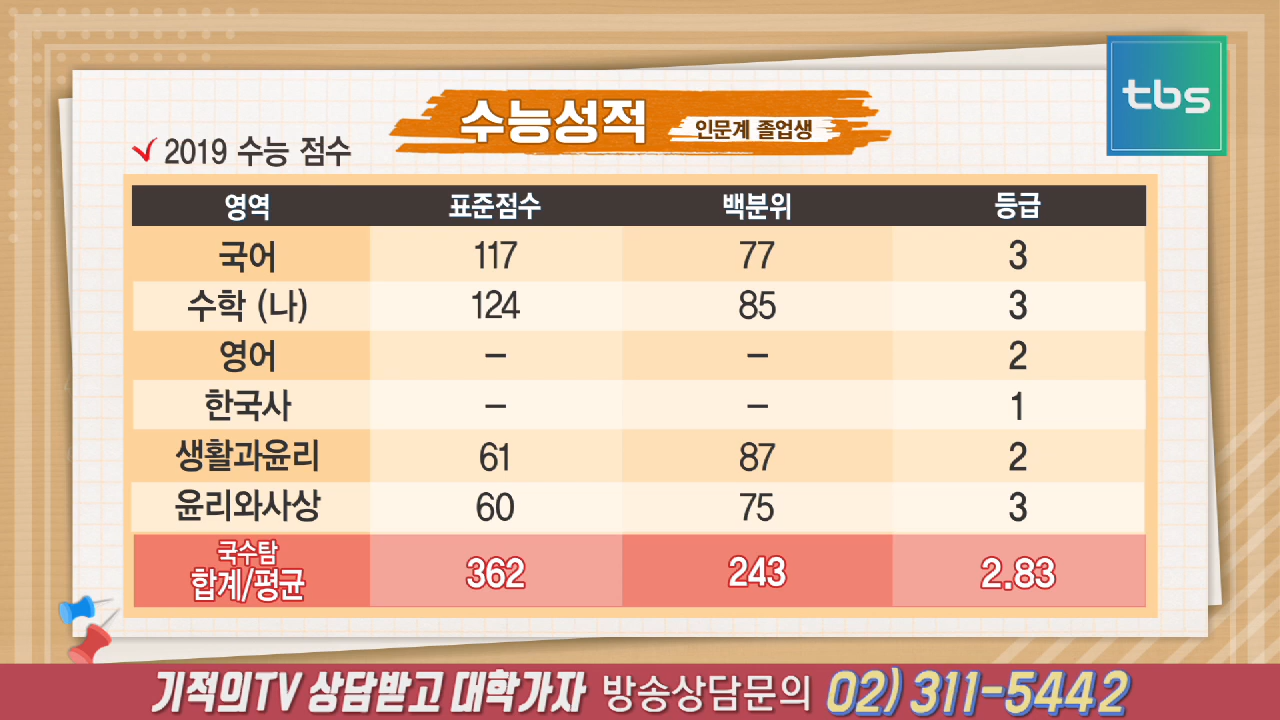 tbs
수능성적 인문계 졸업생
2019 수능 점수
영역 표준점수 백분위 등급
국어 117 77 3
수학 (나) 124 85 3
영어 – – 2
한국사 – – 1
생활과윤리 61 87 2
윤리와사상 60 75 3
국수탐
합계/평균 362 243 2.83
기적의TV 상담받고 대학가자 방송상담문의 02) 311-5442